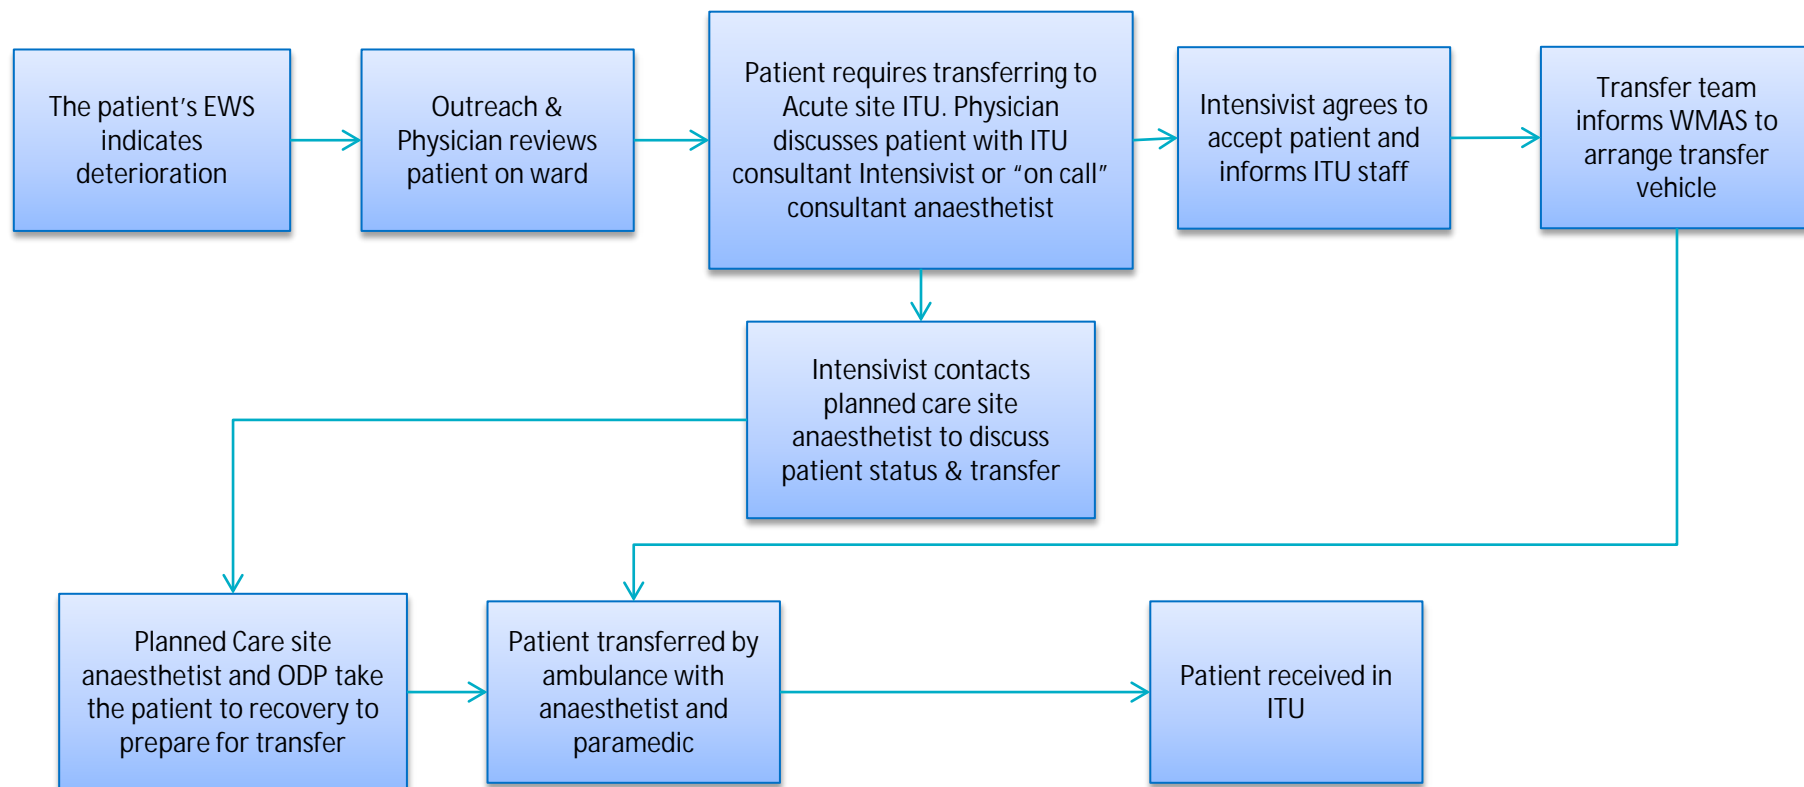 The patient’s EWS
indicates
deterioration
Outreach &
Physician reviews
patient on ward
Patient requires transferring to
Acute site ITU. Physician
discusses patient with ITU
consultant Intensivist or “on call”
consultant anaesthetist
Intensivist agrees to
accept patient and
informs ITU staff
Transfer team
informs WMAS to
arrange transfer
vehicle
Intensivist contacts
planned care site
anaesthetist to discuss
patient status & transfer
Planned Care site
anaesthetist and ODP take
the patient to recovery to
prepare for transfer
Patient transferred by
ambulance with
anaesthetist and
paramedic
Patient received in
ITU